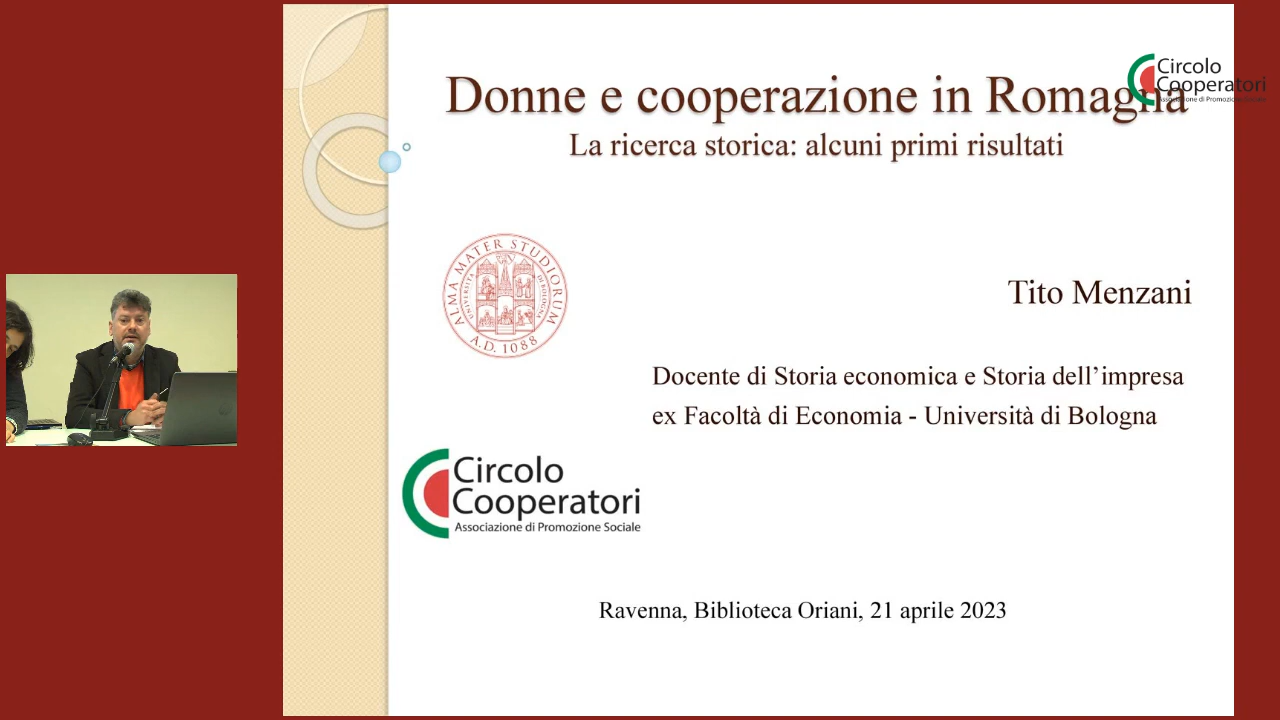 Donne e cooperazione in Romagna
Circolo
Cooperatori
Associazione di Promozione Sociale
La ricerca storica: alcuni primi risultati
ALMA MATER STUDIORUM
UNIVERSITÀ DI BOLOGNA
A.D. 1088
Tito Menzani
Docente di Storia economica e Storia dell'impresa
ex Facoltà di Economia - Università di Bologna
Circolo
Cooperatori
Associazione di Promozione Sociale
Ravenna, Biblioteca Oriani, 21 aprile 2023